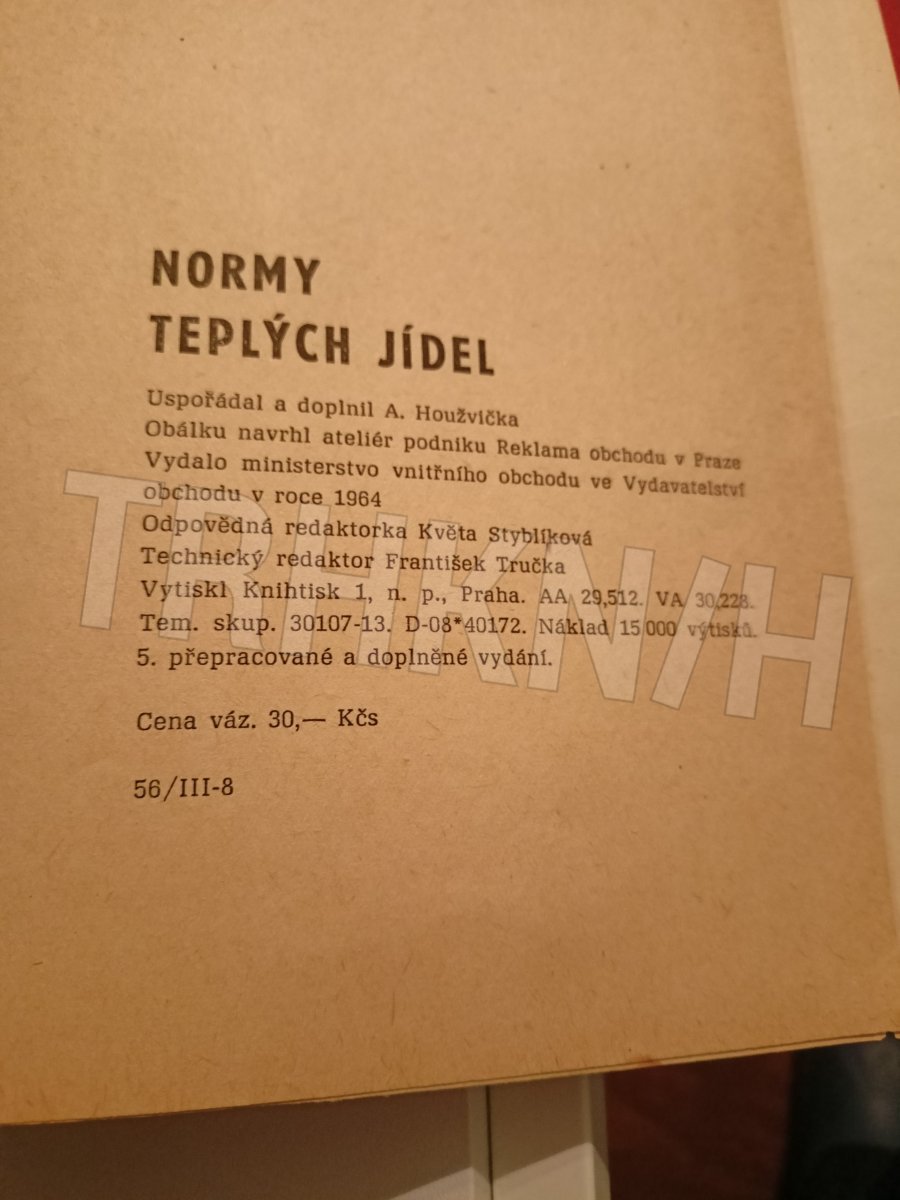 NORMY
TEPLÝCH JÍDEL
Uspořádal a doplnil A. Houžvička
Obálku navrhl ateliér podniku Reklama obchodu v Praze
Vydalo ministerstvo vnitřního obchodu ve Vydavatelství
obchodu v roce 1964
Odpovědná redaktorka Květa Styblíková
Technický redaktor František Tručka
Vytiskl Knihtisk 1, n. p., Praha. AA 29,512. VA 30,228.
Tem. skup. 30107-13. D-08*40172. Náklad 15 000 výtisků.
5. přepracované a doplněné vydání.
Cena váz. 30,— Kčs
56/III-8
TRHKNIH